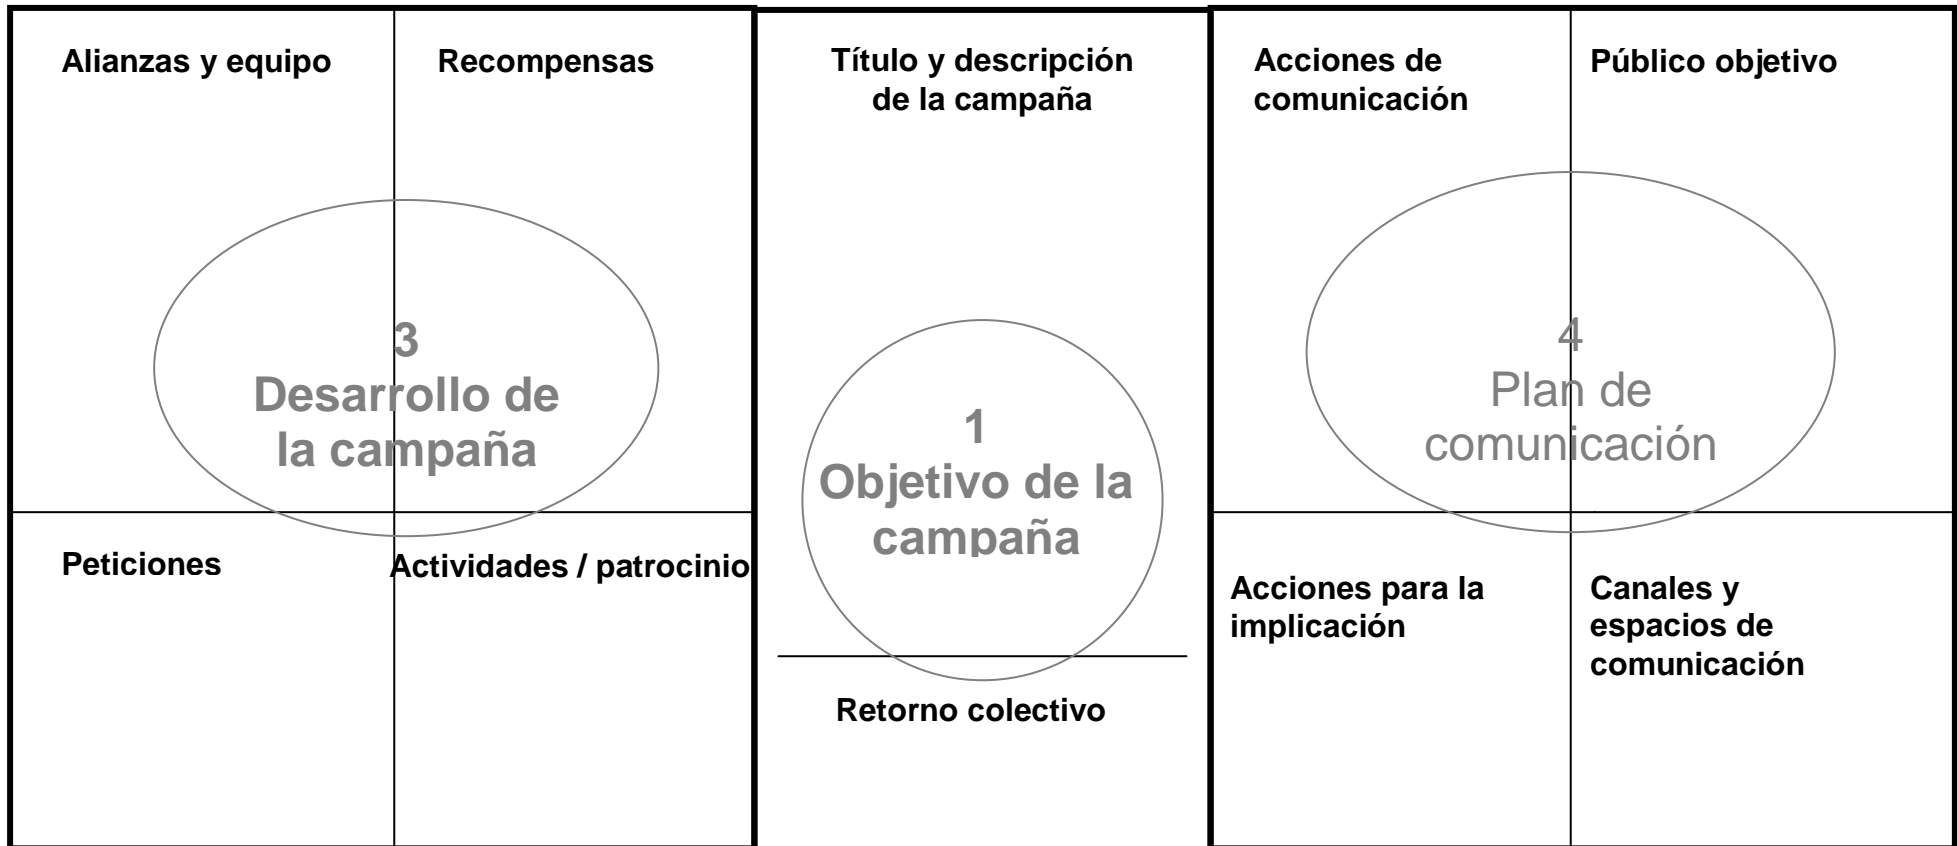 Alianzas y equipo
Recompensas
3
Desarrollo de
la campaña
Peticiones
Actividades / patrocinio
Título y descripción
de la campaña
1
Objetivo de la
campaña
Retorno colectivo
Acciones de
comunicación
Público objetivo
4
Plan de
comunicación
Acciones para la
implicación
Canales y
espacios de
comunicación